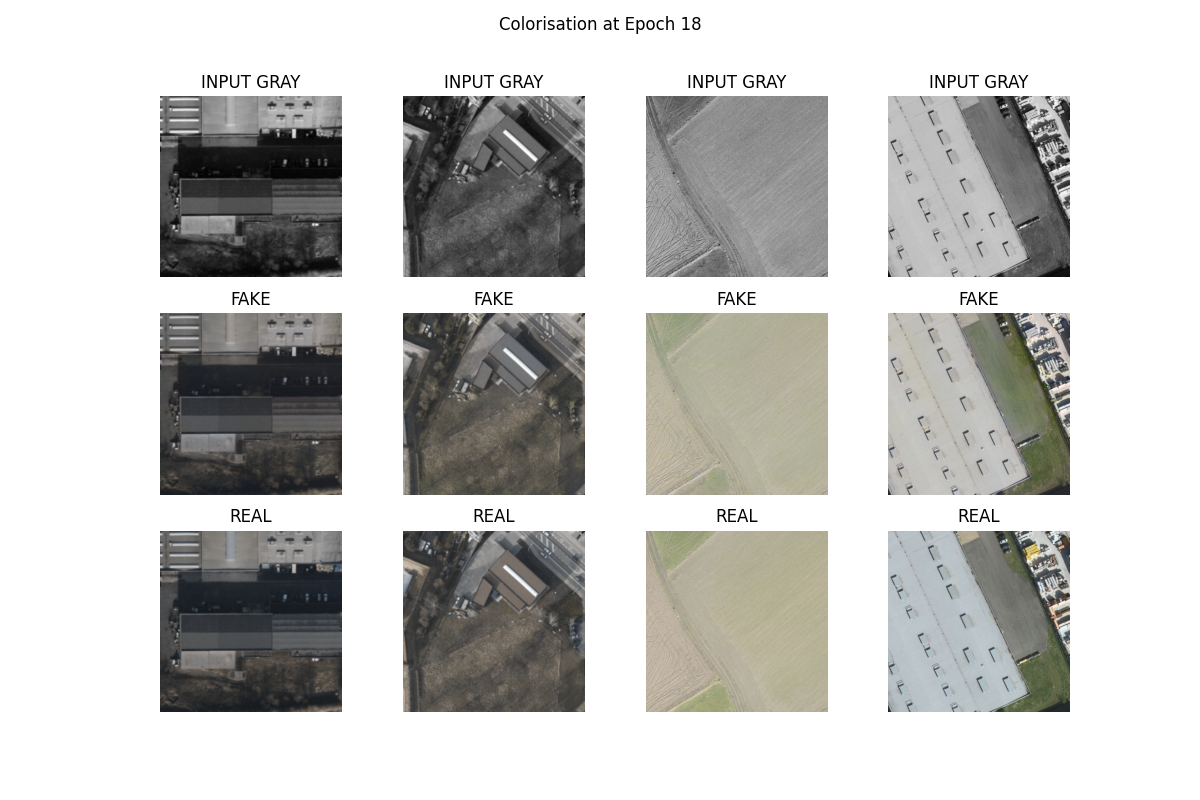 Colorisation at Epoch 18
INPUT GRAY INPUT GRAY INPUT GRAY INPUT GRAY
FAKE FAKE FAKE FAKE
REAL REAL REAL REAL